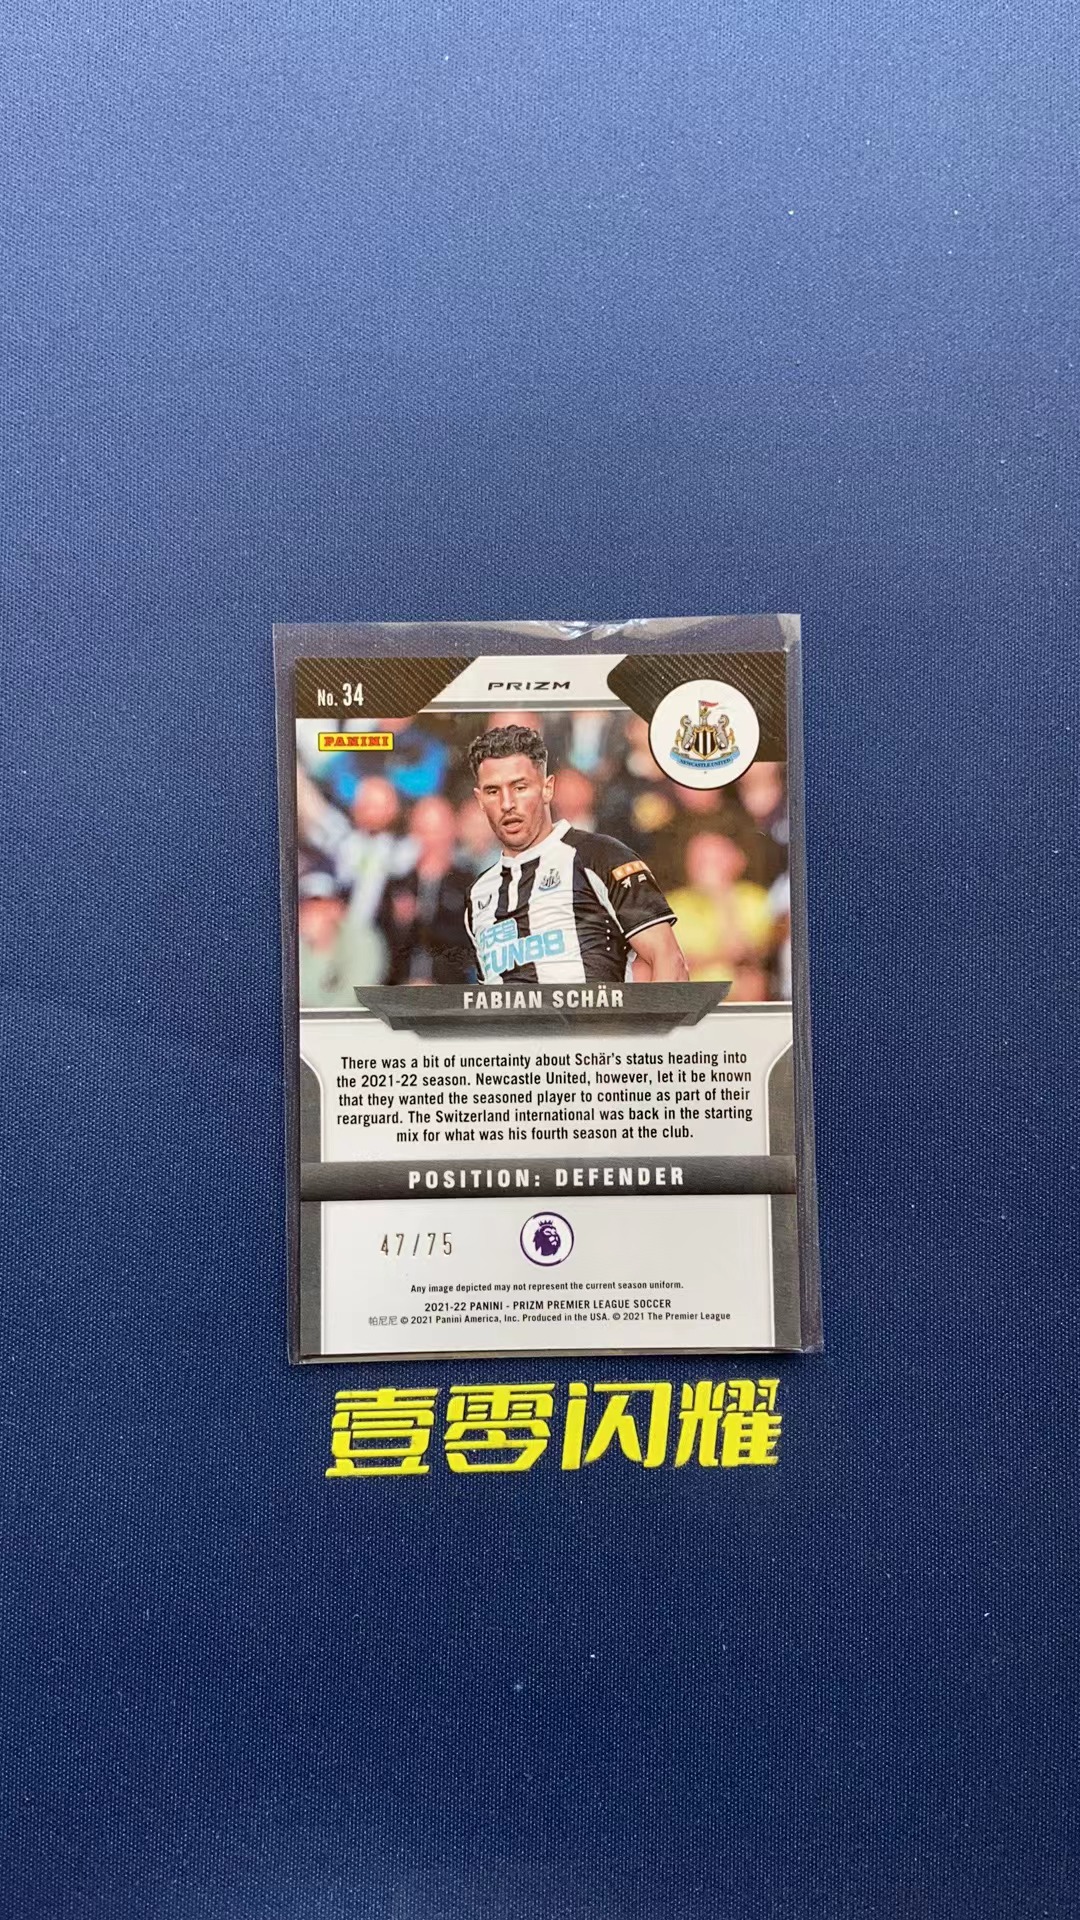 No. 34
PRIZM
PANINI
NEWCASTLE UNITED
FUN88
FABIAN SCHÄR
There was a bit of uncertainty about Schär's status heading into
the 2021-22 season. Newcastle United, however, let it be known
that they wanted the seasoned player to continue as part of their
rearguard. The Switzerland international was back in the starting
mix for what was his fourth season at the club.
POSITION: DEFENDER
47/75
Any image depicted may not represent the current season uniform.
2021-22 PANINI - PRIZM PREMIER LEAGUE SOCCER
帕尼尼 © 2021 Panini America, Inc. Produced in the USA. © 2021 The Premier League
壹零闪耀